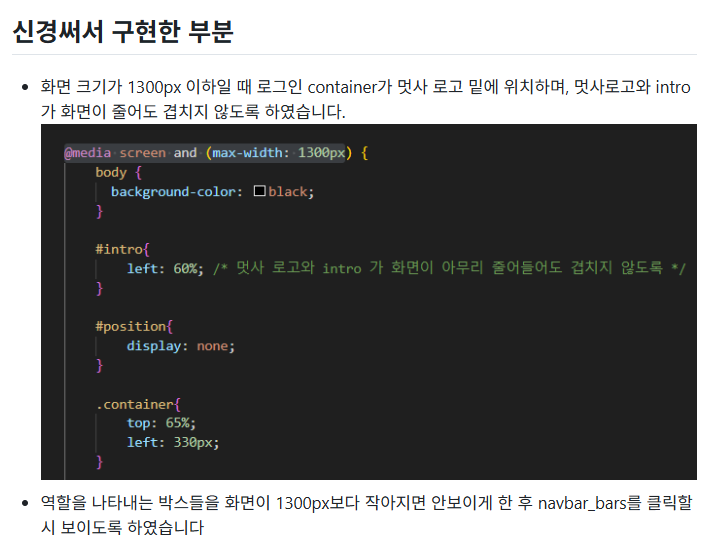 신경써서 구현한 부분
화면 크기가 1300px 이하일 때 로그인 container가 멋사 로고 밑에 위치하며, 멋사로고와 intro
가 화면이 줄어도 겹치지 않도록 하였습니다.
@media screen and (max-width: 1300px) {
body {
background-color: black;
}
#intro{
left: 60%; /* 멋사 로고와 intro 가 화면이 아무리 줄어들어도 겹치지 않도록 */
}
#position{
display: none;
}
.container{
top: 65%;
left: 330px;
}
역할을 나타내는 박스들을 화면이 1300px보다 작아지면 안보이게 한 후 navbar_bars를 클릭할
시 보이도록 하였습니다